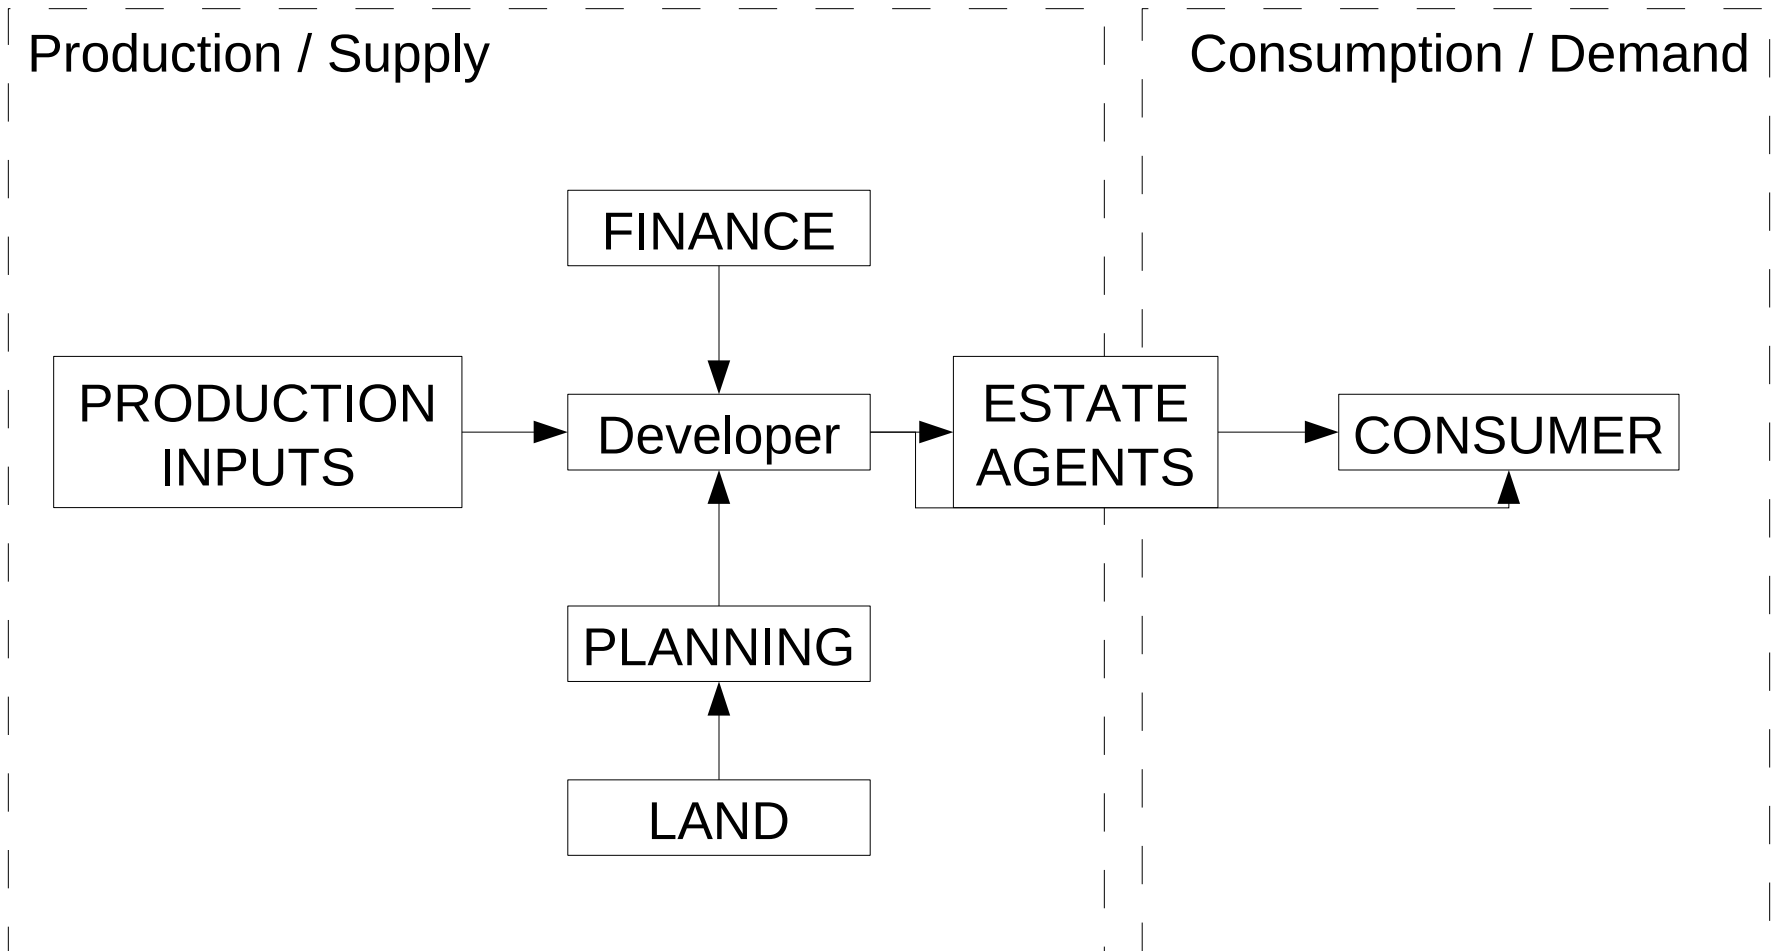 Production / Supply
Consumption / Demand
FINANCE
PRODUCTION
INPUTS
Developer
ESTATE
AGENTS
CONSUMER
PLANNING
LAND